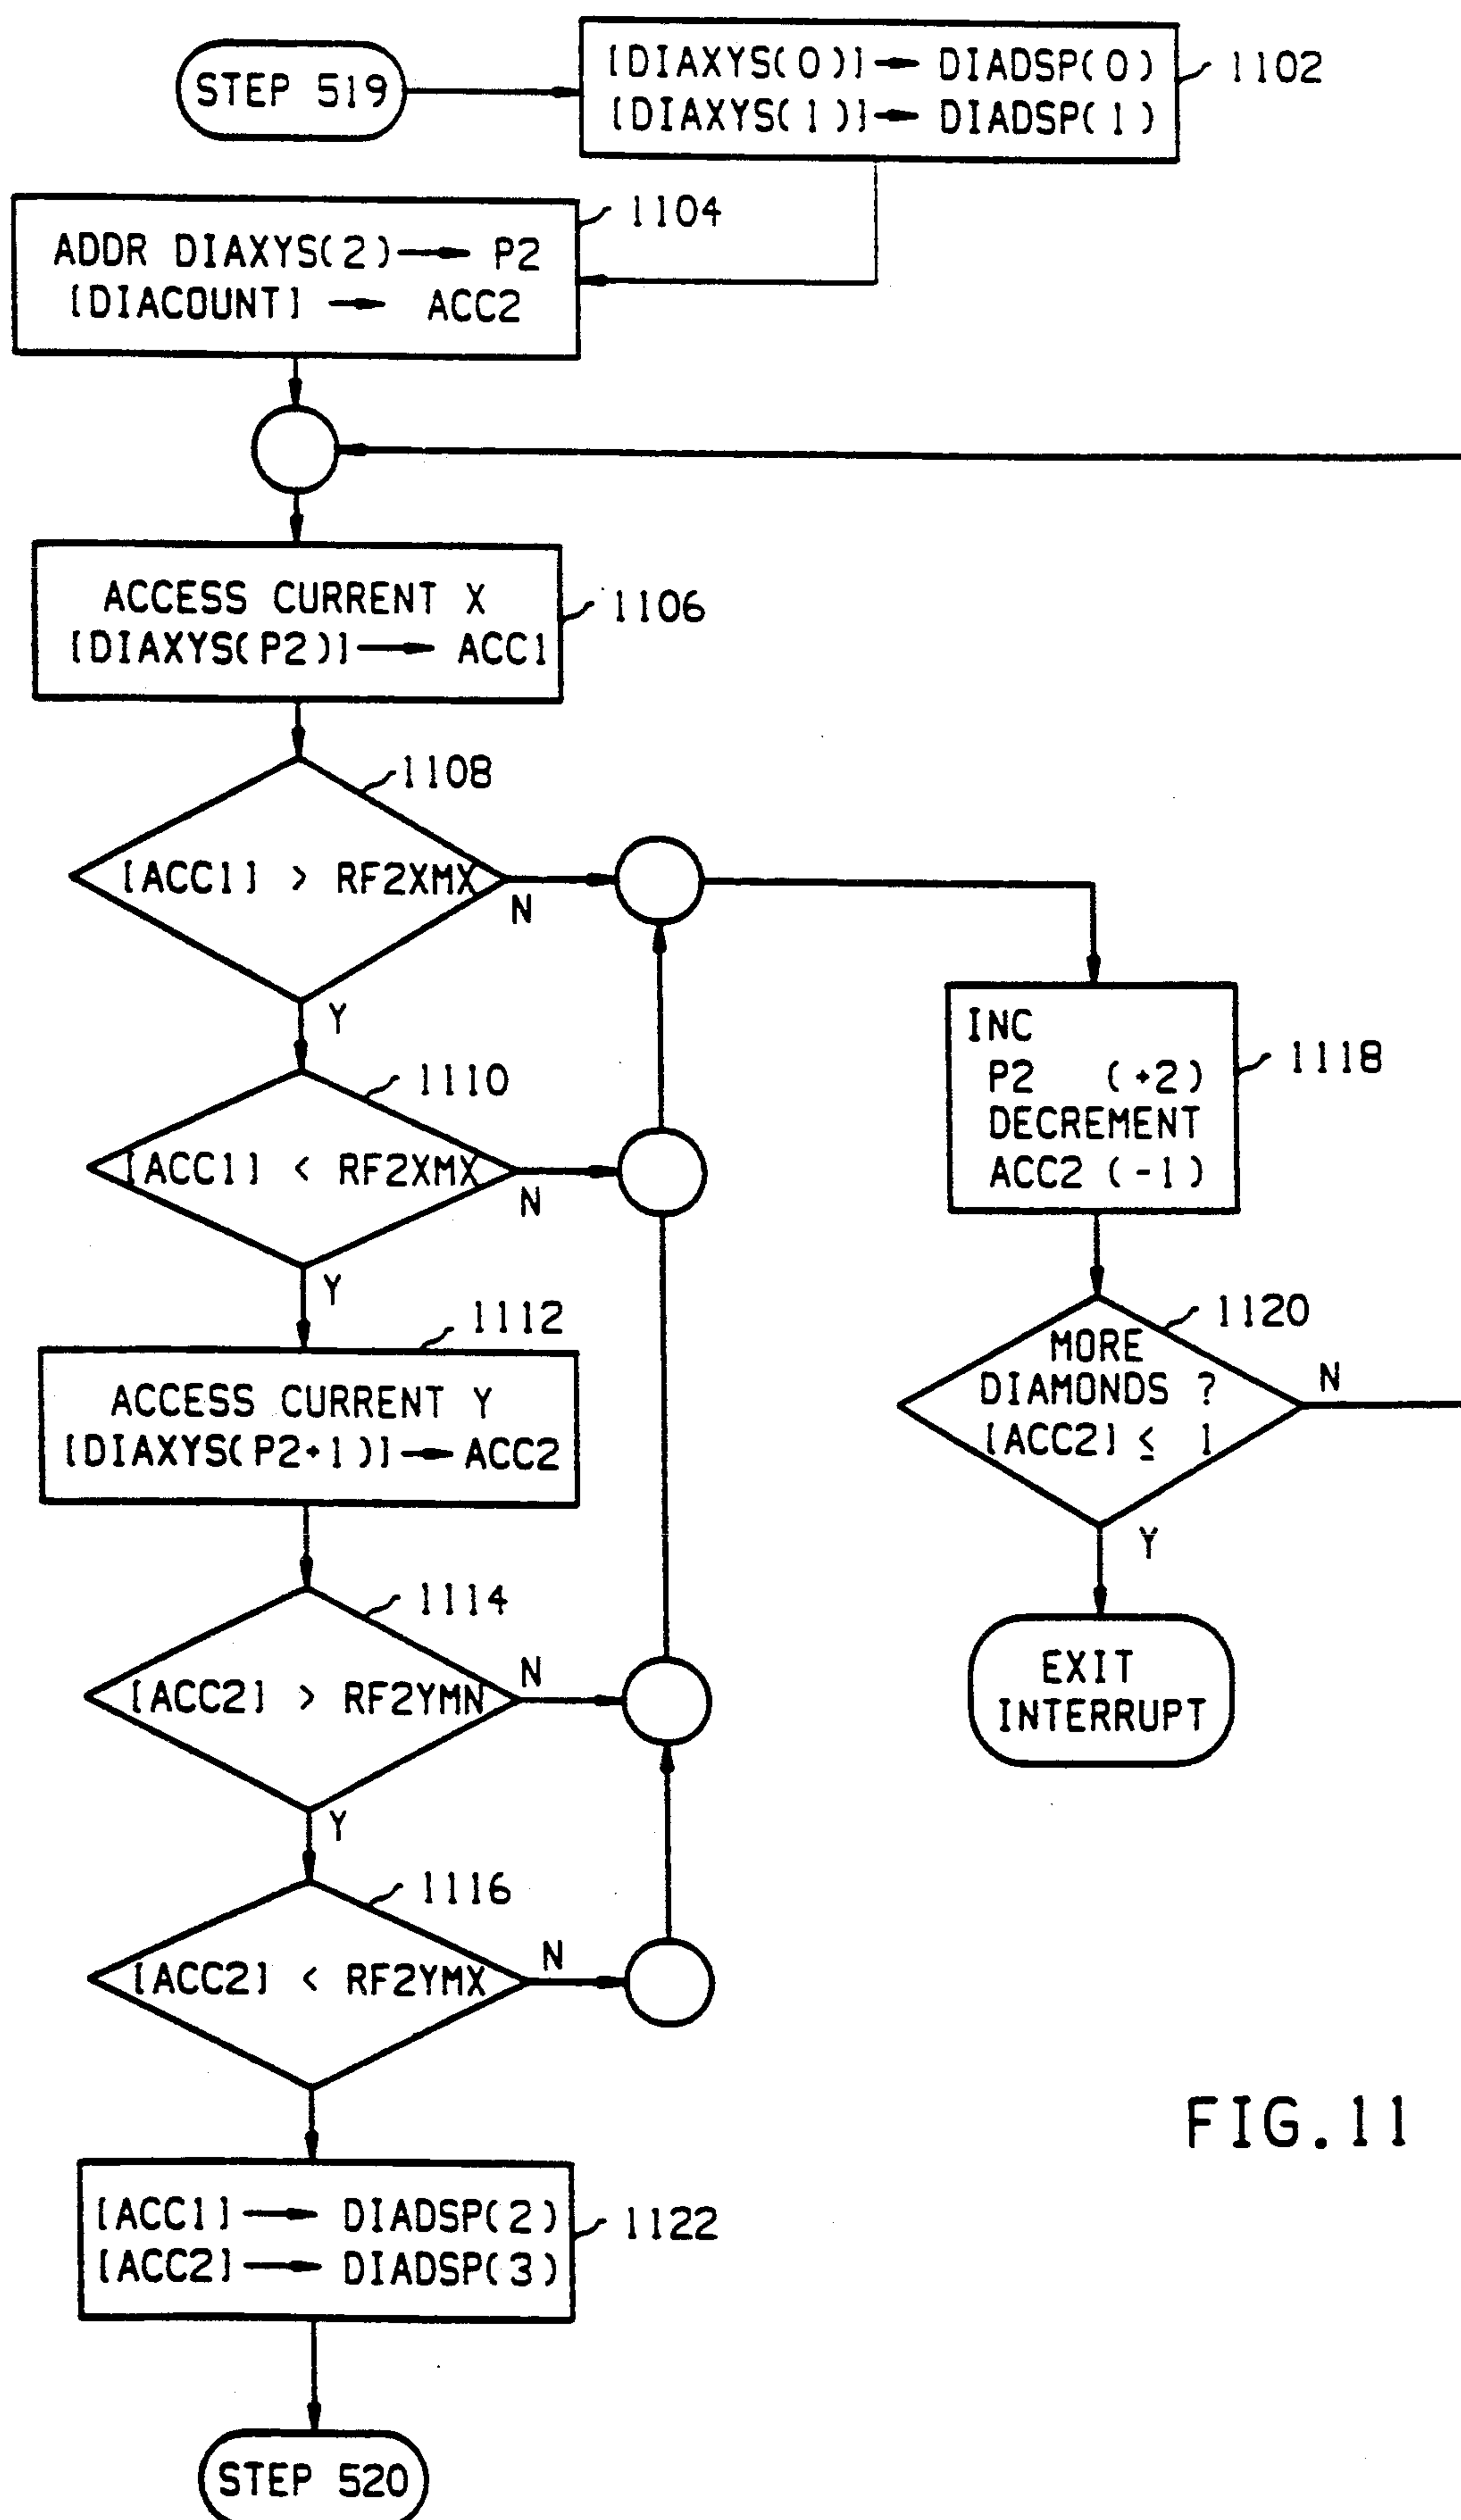 STEP 519
[DIAXYS(0)]→ DIADSP(0)
[DIAXYS(1)]→ DIADSP(1)
1102
1104
ADDR DIAXYS(2)→ P2
[DIACOUNT] → ACC2
ACCESS CURRENT X
[DIAXYS(P2)]→ ACC1
1106
1108
[ACC1] > RF2XMX
N
Y
1110
[ACC1] < RF2XMX
N
Y
1112
ACCESS CURRENT Y
[DIAXYS(P2+1)]→ACC2
1114
[ACC2] > RF2YMN
N
Y
1116
[ACC2] < RF2YMX
N
INC
P2 (+2)
DECREMENT
ACC2 (-1)
1118
1120
MORE
DIAMONDS ?
[ACC2] ≤ 1
N
Y
EXIT
INTERRUPT
[ACC1]→ DIADSP(2)
[ACC2]→ DIADSP(3)
1122
STEP 520
FIG.11